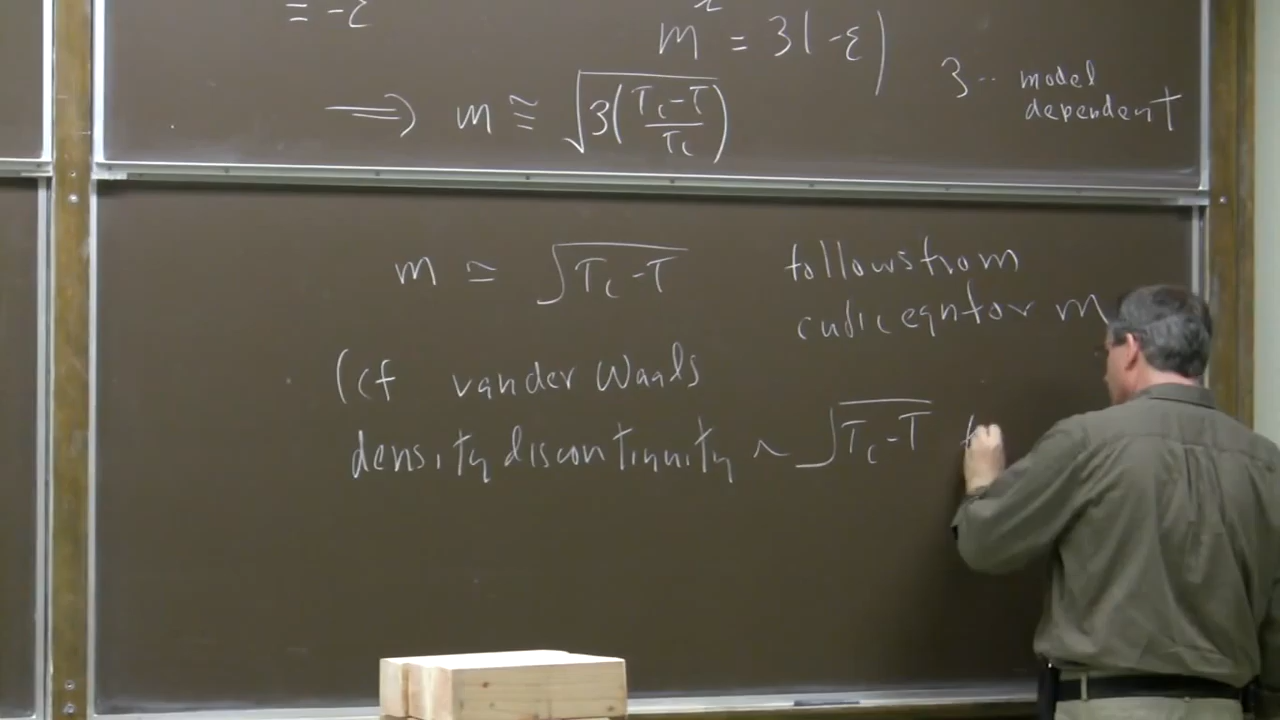 = -ε
m² = 3(-ε)
3 -- model
dependent
⟹ m ≅ √(3((T_c - T)/T_c))
m ≃ √(T_c - T)
follows from
cubic eqn for m
(cf van der Waals
density discontinuity ~ √(T_c - T)